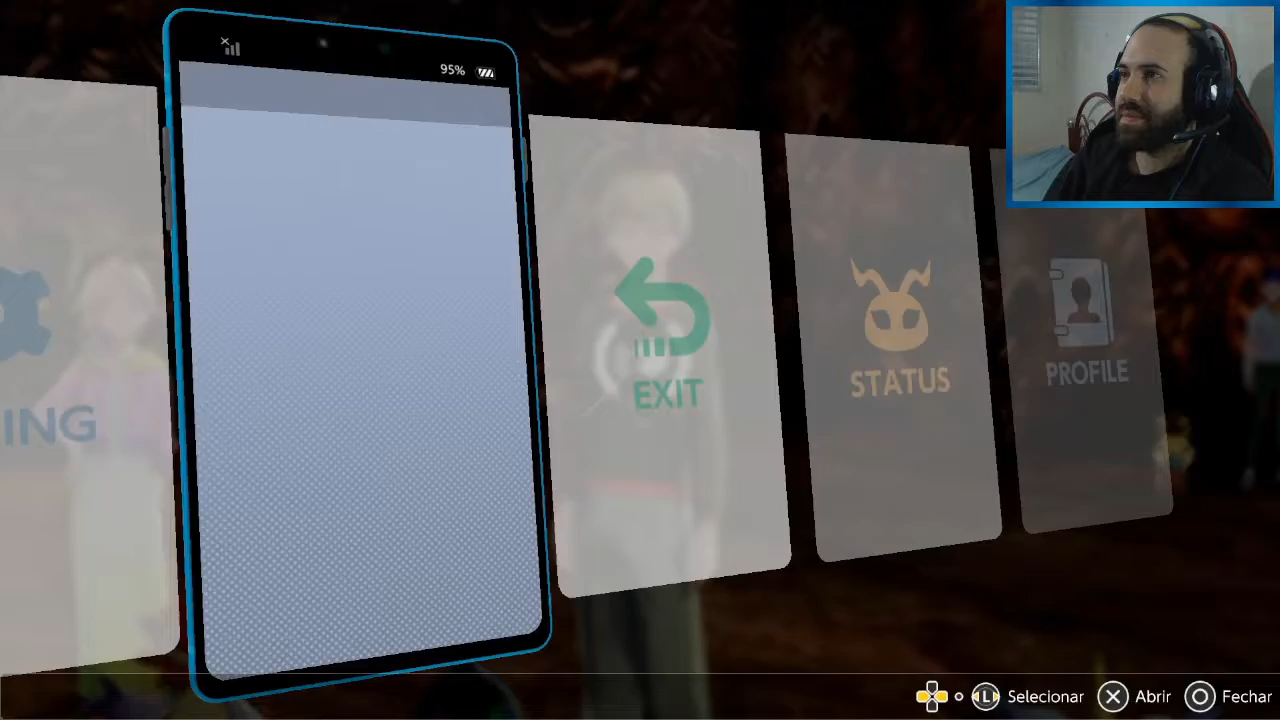 95%
ING
EXIT
STATUS
PROFILE
L Selecionar Abrir Fechar